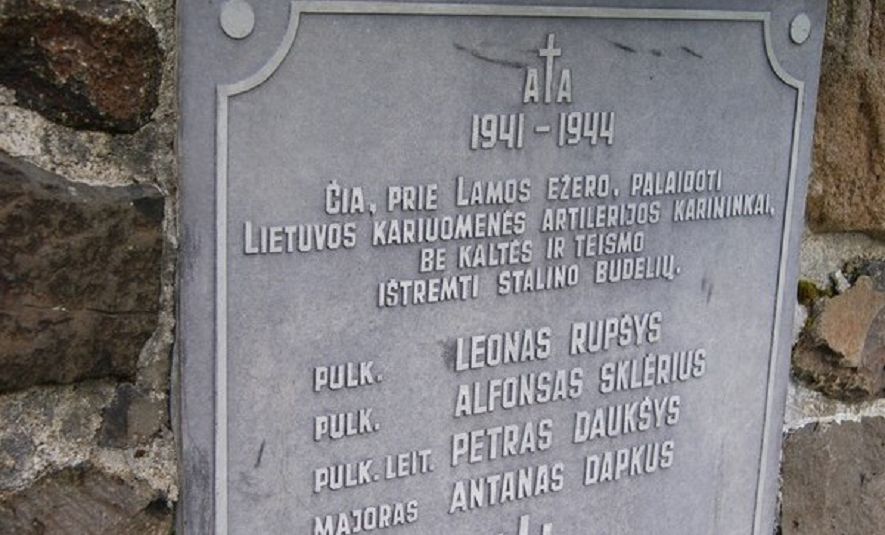 A†A
1941 - 1944
ČIA, PRIE LAMOS EŽERO, PALAIDOTI
LIETUVOS KARIUOMENĖS ARTILERIJOS KARININKAI,
BE KALTĖS IR TEISMO
IŠTREMTI STALINO BUDELIŲ.
PULK. LEONAS RUPŠYS
PULK. ALFONSAS SKLĖRIUS
PULK. LEIT. PETRAS DAUKŠYS
MAJORAS ANTANAS DAPKUS